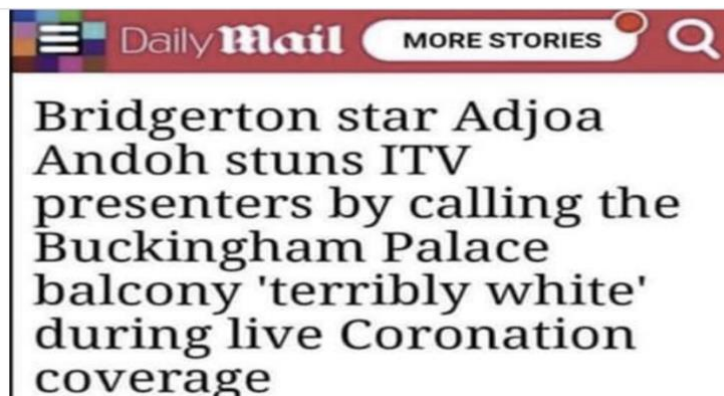 Daily Mail MORE STORIES
Bridgerton star Adjoa
Andoh stuns ITV
presenters by calling the
Buckingham Palace
balcony 'terribly white'
during live Coronation
coverage